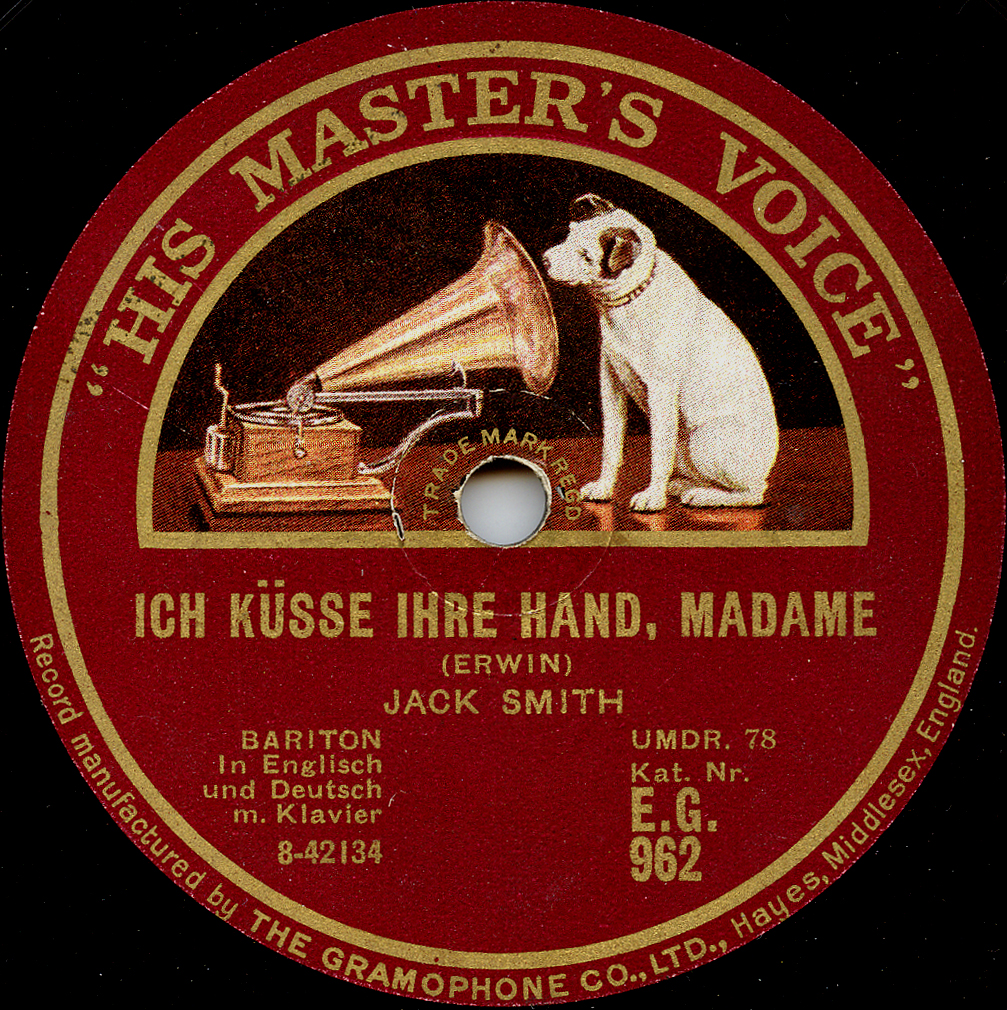 "HIS MASTER'S VOICE"
TRADE MARK REGD
ICH KÜSSE IHRE HAND, MADAME
(ERWIN)
JACK SMITH
BARITON
In Englisch
und Deutsch
m. Klavier
8-42134
UMDR. 78
Kat. Nr.
E.G.
962
Record manufactured by THE GRAMOPHONE CO., LTD., Hayes, Middlesex, England.